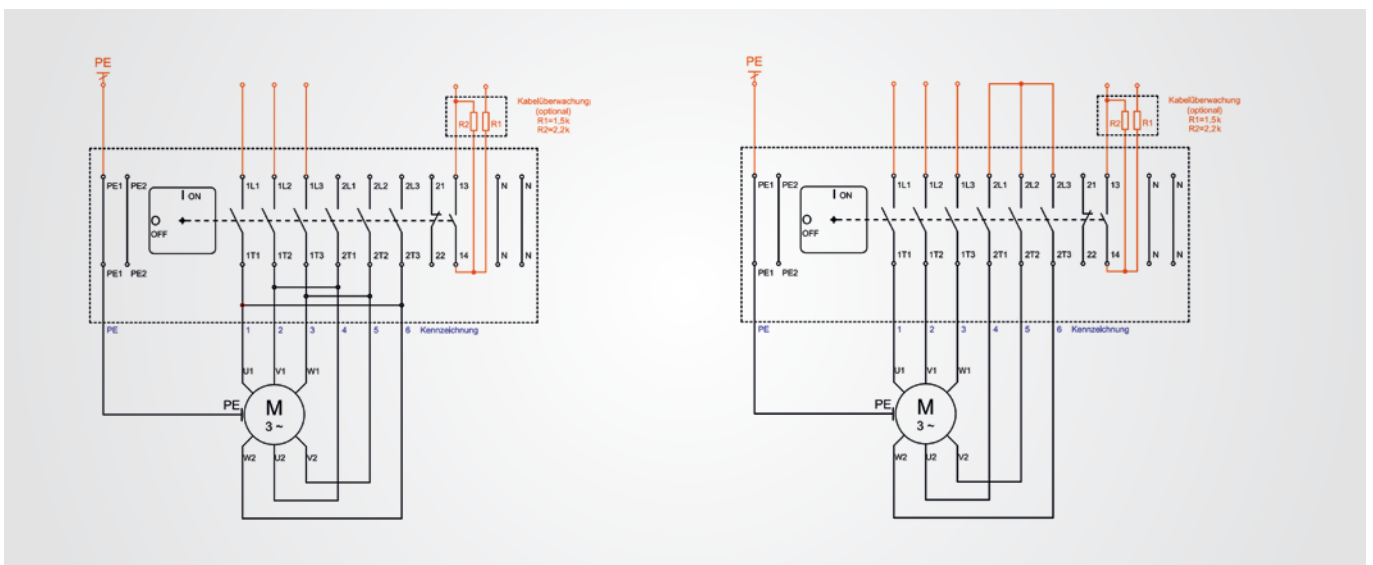 PE
Kabelüberwachung
(optional)
R1=1,5k
R2=2,2k
R2 R1
PE1 PE2 1L1 1L2 1L3 2L1 2L2 2L3 21 13 N N
I ON
O
OFF
1T1 1T2 1T3 2T1 2T2 2T3 22 14 N N
PE1 PE2
PE 1 2 3 4 5 6 Kennzeichnung
U1 V1 W1
PE
M
3 ~
W2 U2 V2
PE
Kabelüberwachung
(optional)
R1=1,5k
R2=2,2k
R2 R1
PE1 PE2 1L1 1L2 1L3 2L1 2L2 2L3 21 13 N N
I ON
O
OFF
1T1 1T2 1T3 2T1 2T2 2T3 22 14 N N
PE1 PE2
PE 1 2 3 4 5 6 Kennzeichnung
U1 V1 W1
PE
M
3 ~
W2 U2 V2